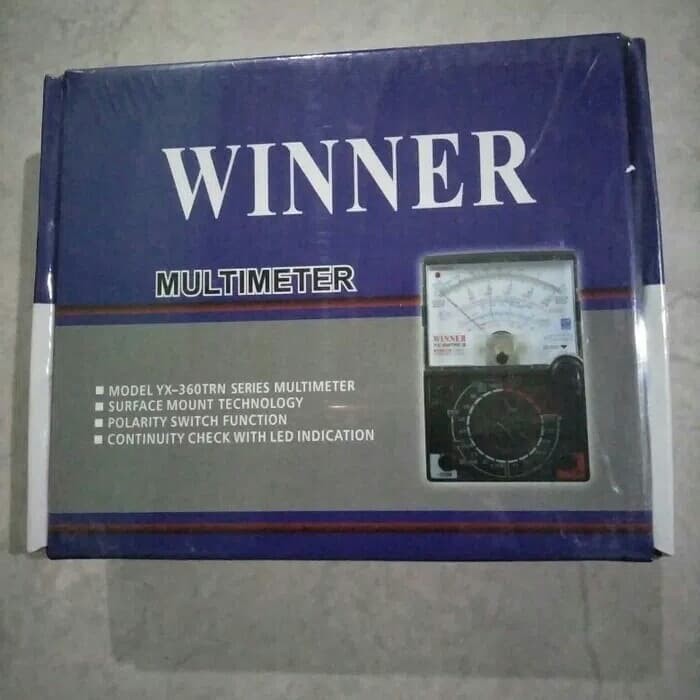 WINNER
MULTIMETER
WINNER
■ MODEL YX–360TRN SERIES MULTIMETER
■ SURFACE MOUNT TECHNOLOGY
■ POLARITY SWITCH FUNCTION
■ CONTINUITY CHECK WITH LED INDICATION